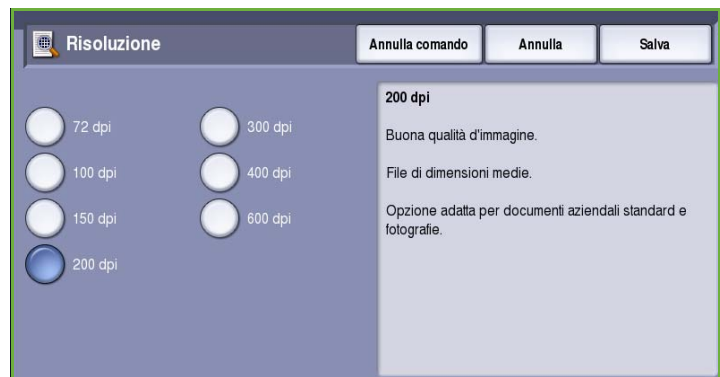 Risoluzione
Annulla comando
Annulla
Salva
72 dpi
100 dpi
150 dpi
200 dpi
300 dpi
400 dpi
600 dpi
200 dpi
Buona qualità d'immagine.
File di dimensioni medie.
Opzione adatta per documenti aziendali standard e
fotografie.